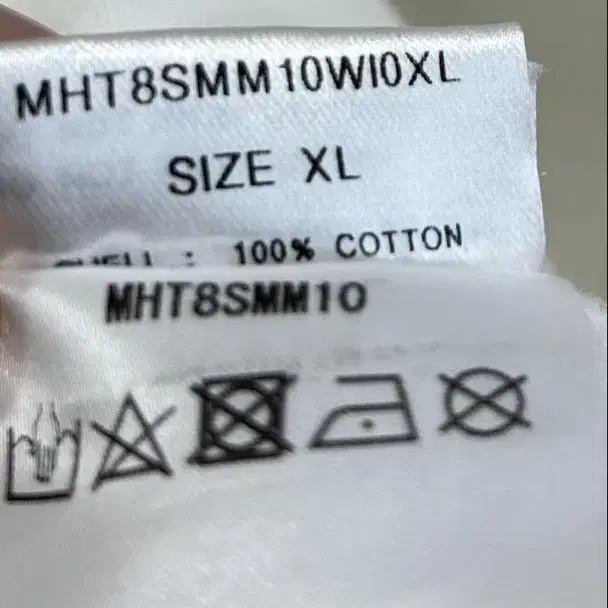 MHT8SMM10WI0XL
SIZE XL
: 100% COTTON
MHT8SMM10